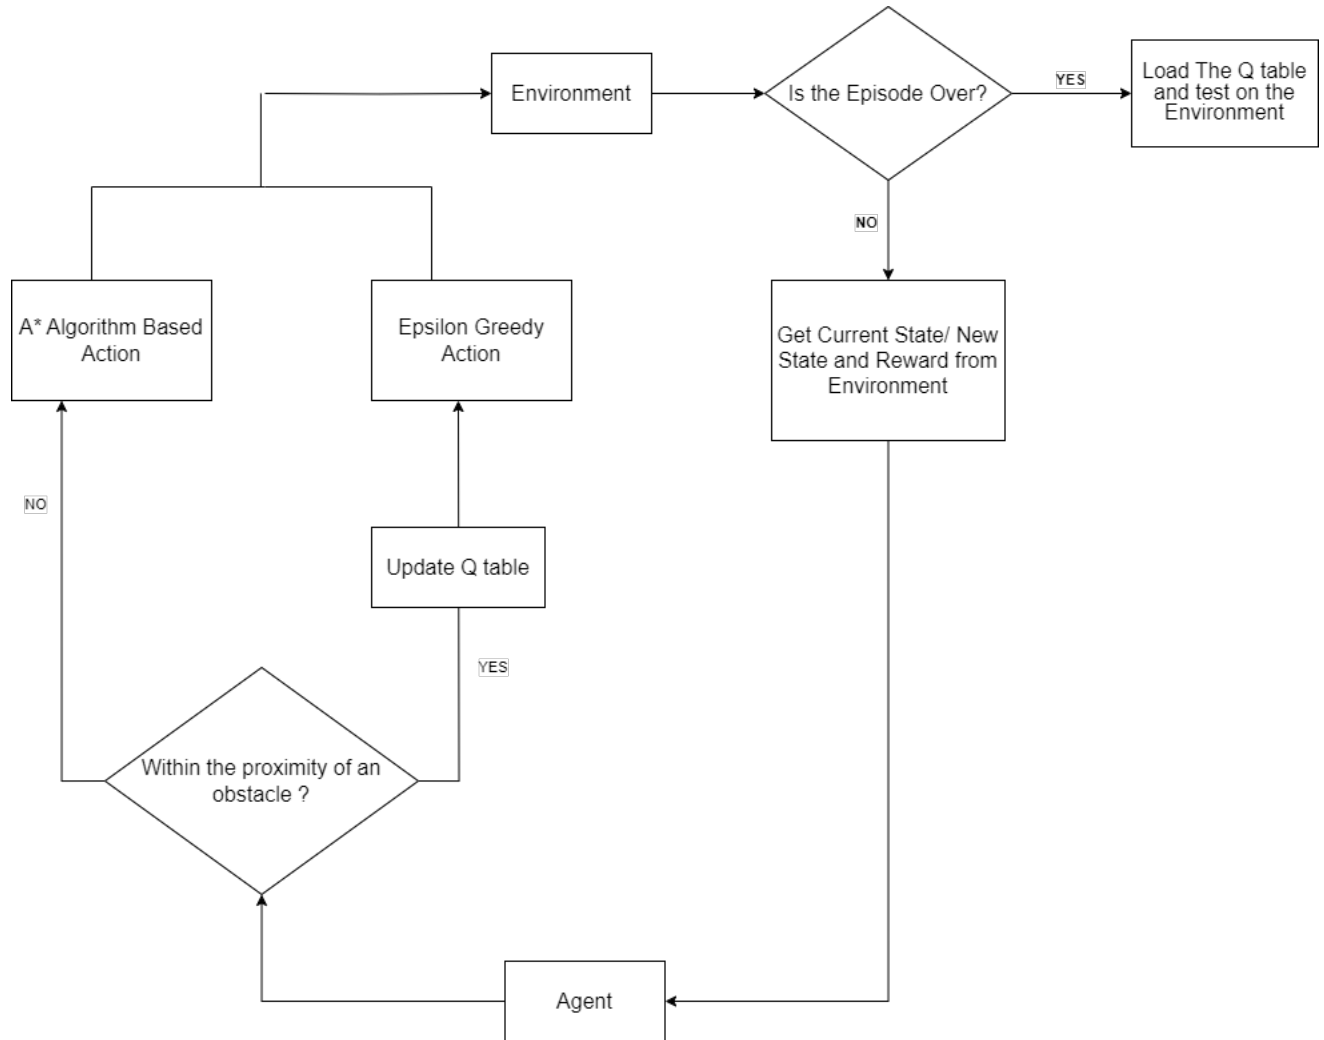 Environment
Is the Episode Over?
YES
Load The Q table
and test on the
Environment
NO
A* Algorithm Based
Action
Epsilon Greedy
Action
Get Current State/ New
State and Reward from
Environment
NO
Update Q table
YES
Within the proximity of an
obstacle ?
Agent